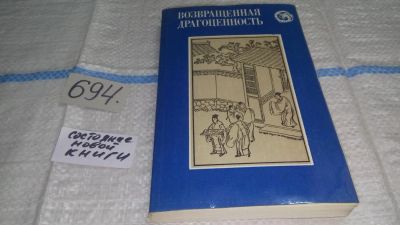 ВОЗВРАЩЕННАЯ
ДРАГОЦЕННОСТЬ
694.
СОСТОЯНИЕ
НОВОЙ
КНИГИ